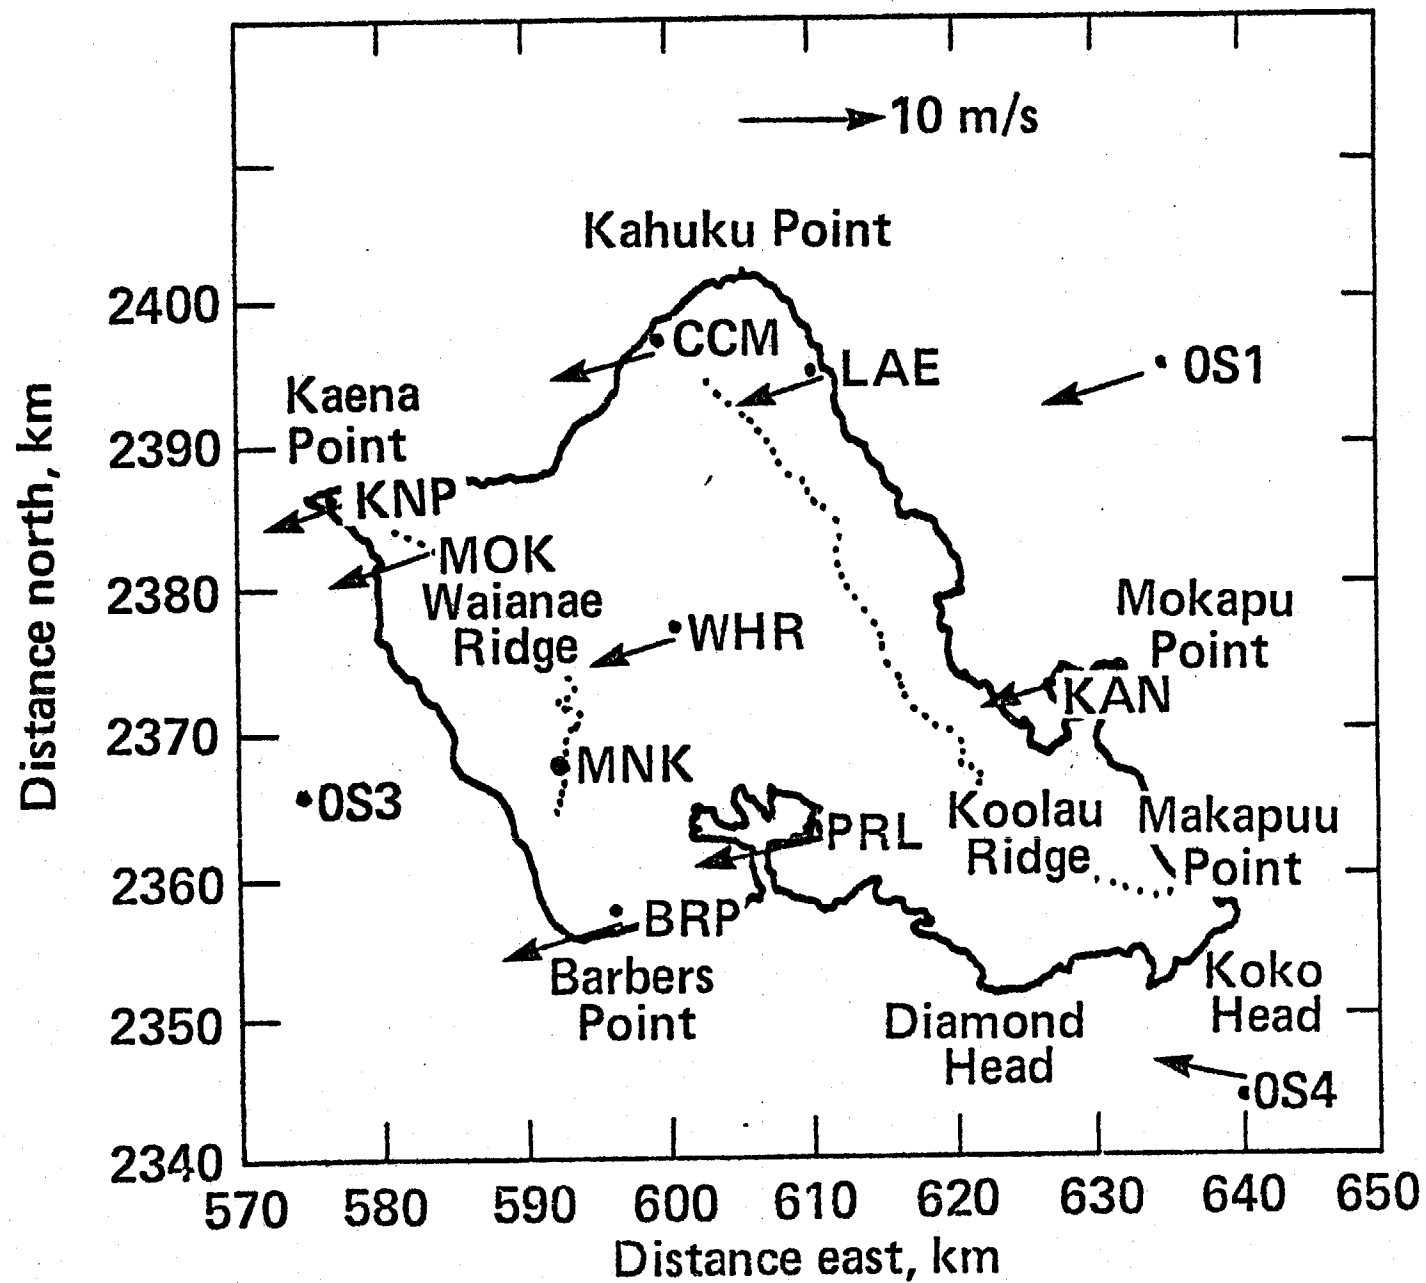 10 m/s
Kahuku Point
2400
CCM
LAE
0S1
Kaena
Point
2390
KNP
MOK
2380
Waianae
Ridge
WHR
Mokapu
Point
KAN
2370
MNK
0S3
PRL
Koolau
Ridge
Makapuu
Point
2360
BRP
Barbers
Point
Koko
Head
2350
Diamond
Head
0S4
2340
570 580 590 600 610 620 630 640 650
Distance east, km
Distance north, km